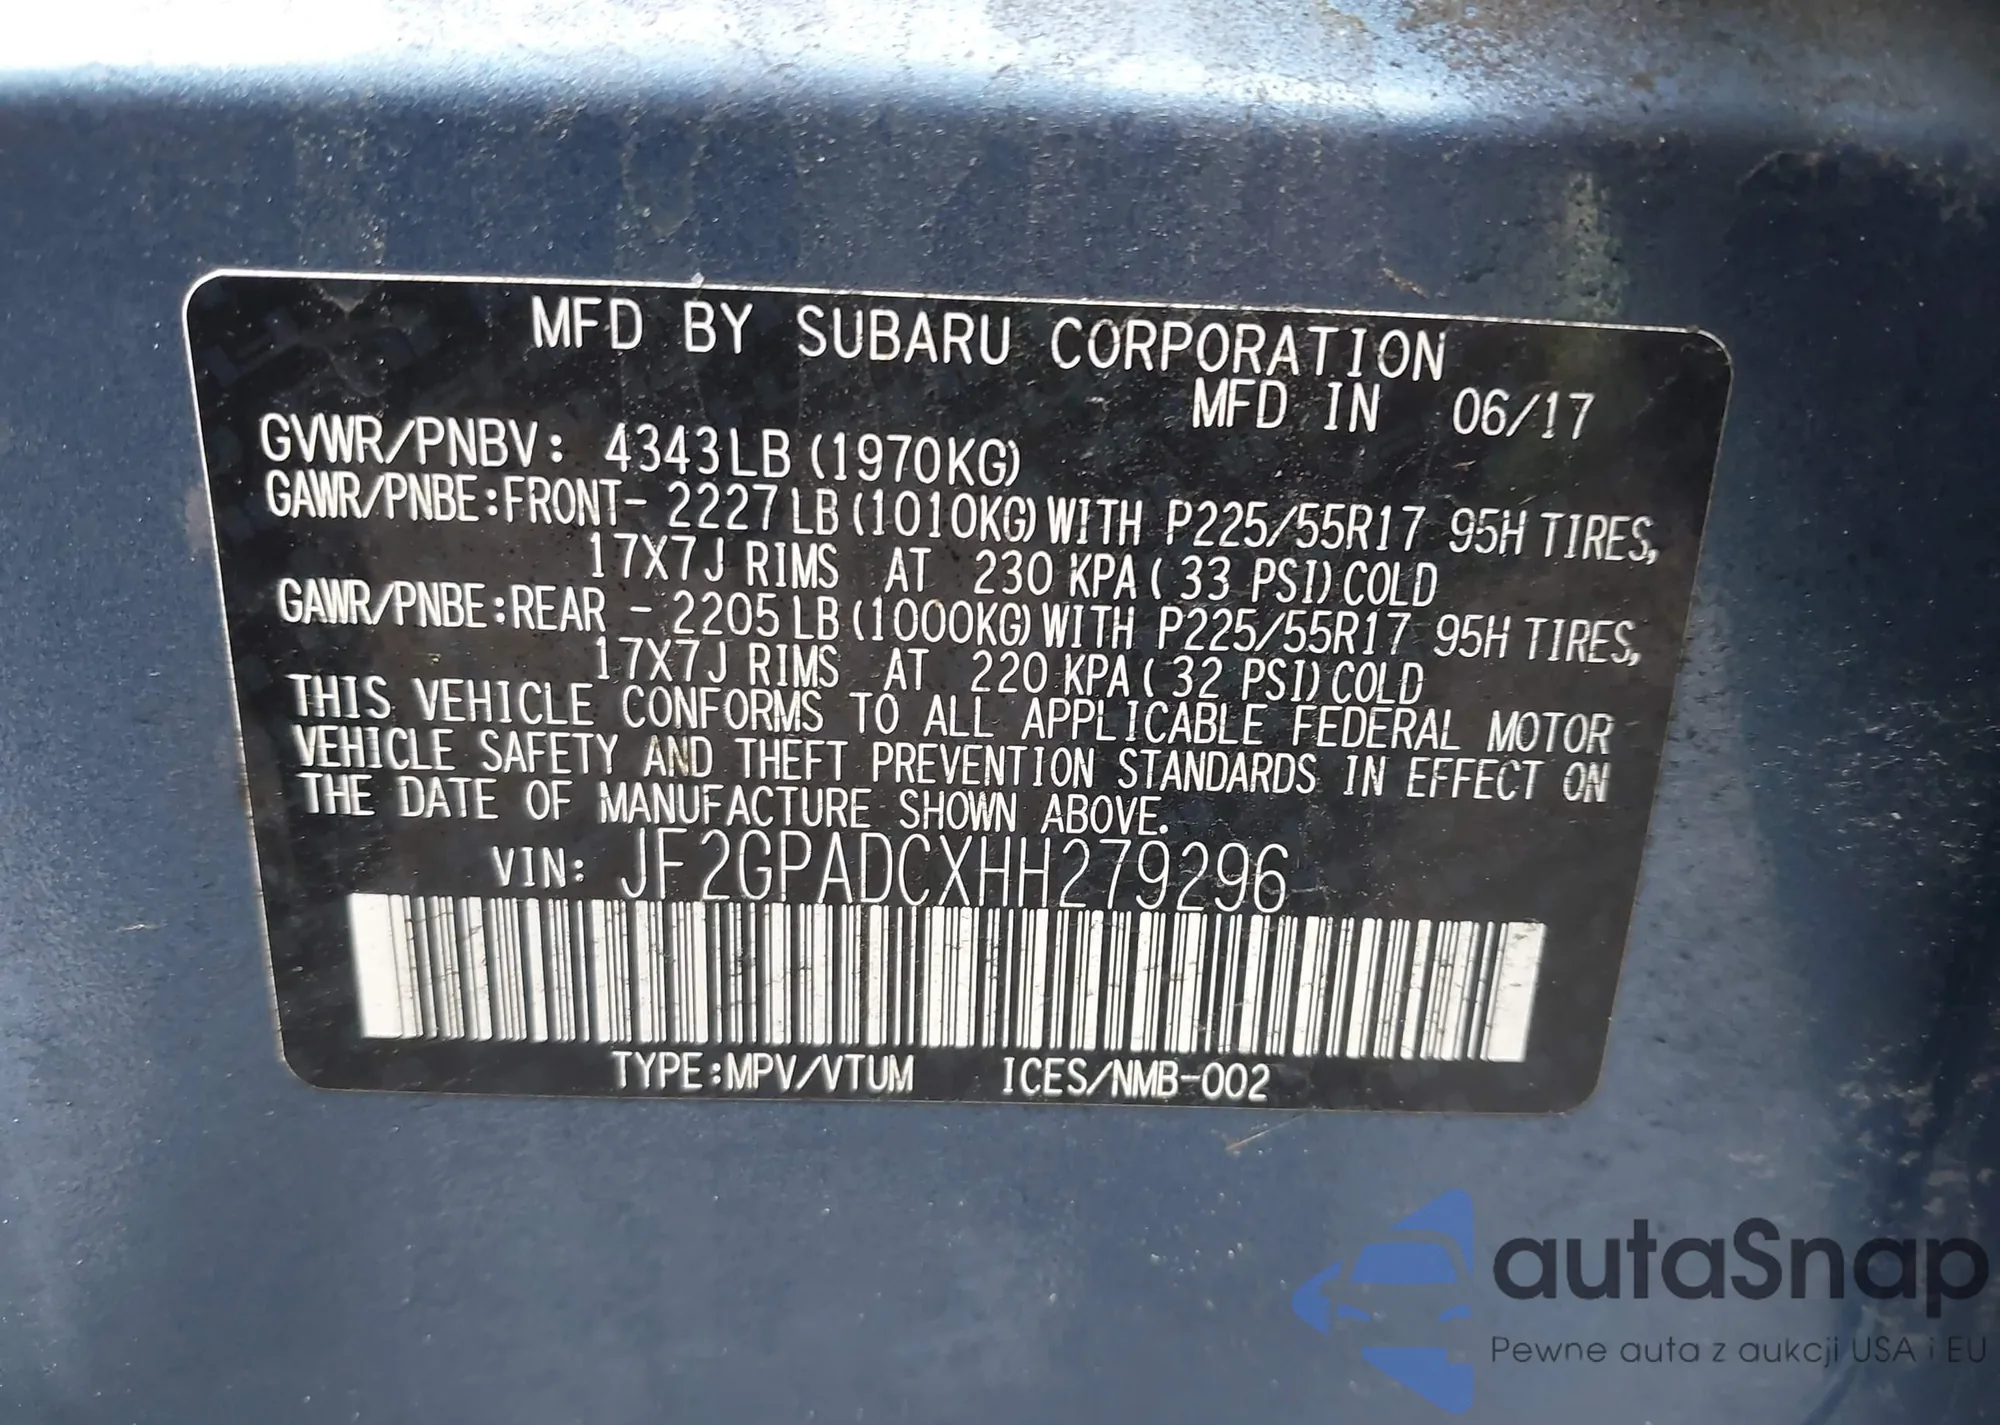 MFD BY SUBARU CORPORATION
MFD IN 06/17
GVWR/PNBV: 4343LB (1970KG)
GAWR/PNBE:FRONT- 2227 LB (1010KG) WITH P225/55R17 95H TIRES,
17X7J RIMS AT 230 KPA ( 33 PSI) COLD
GAWR/PNBE:REAR - 2205 LB (1000KG) WITH P225/55R17 95H TIRES,
17X7J RIMS AT 220 KPA ( 32 PSI) COLD
THIS VEHICLE CONFORMS TO ALL APPLICABLE FEDERAL MOTOR
VEHICLE SAFETY AND THEFT PREVENTION STANDARDS IN EFFECT ON
THE DATE OF MANUFACTURE SHOWN ABOVE.
VIN: JF2GPADCXHH279296
TYPE:MPV/VTUM ICES/NMB-002
autaSnap
Pewne auta z aukcji USA i EU